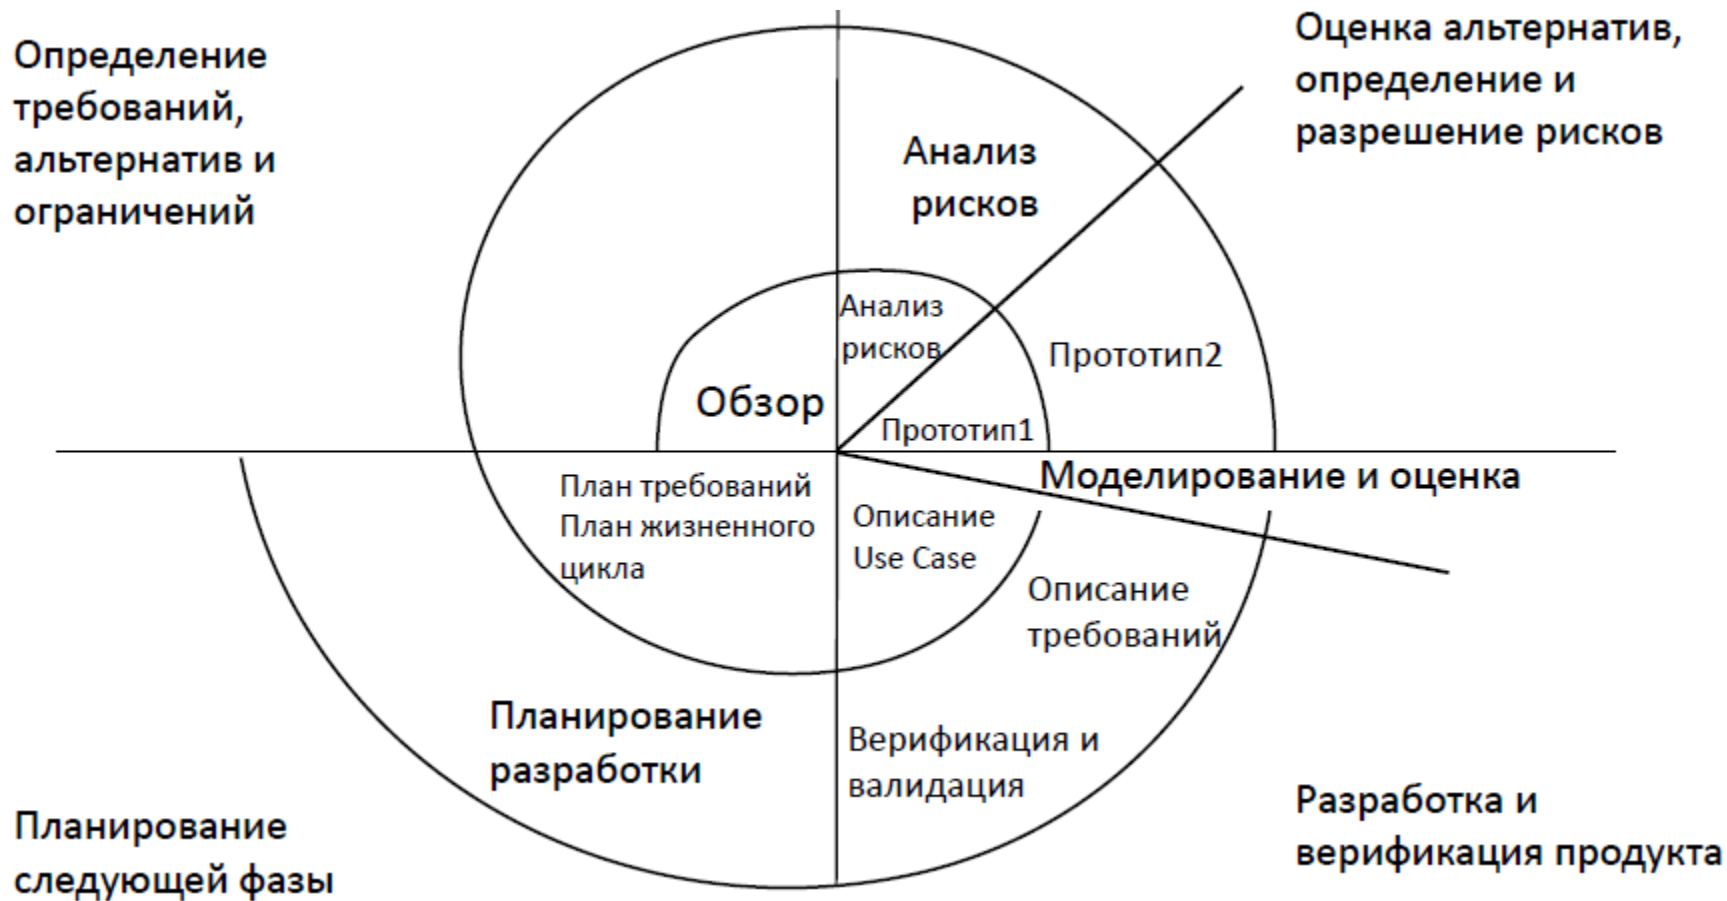 Определение
требований,
альтернатив и
ограничений
Оценка альтернатив,
определение и
разрешение рисков
Анализ
рисков
Анализ
рисков
Прототип2
Обзор
Прототип1
Моделирование и оценка
План требований
План жизненного
цикла
Описание
Use Case
Описание
требований
Планирование
разработки
Верификация и
валидация
Планирование
следующей фазы
Разработка и
верификация продукта